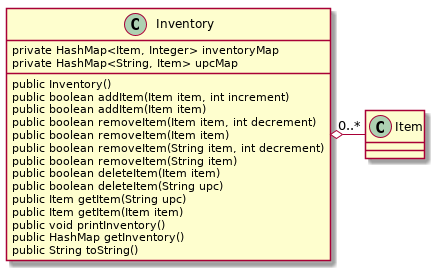 C Inventory
private HashMap<Item, Integer> inventoryMap
private HashMap<String, Item> upcMap
public Inventory()
public boolean addItem(Item item, int increment)
public boolean addItem(Item item)
public boolean removeItem(Item item, int decrement)
public boolean removeItem(Item item)
public boolean removeItem(String item, int decrement)
public boolean removeItem(String item)
public boolean deleteItem(Item item)
public boolean deleteItem(String upc)
public Item getItem(String upc)
public Item getItem(Item item)
public void printInventory()
public HashMap getInventory()
public String toString()
0..*
C Item